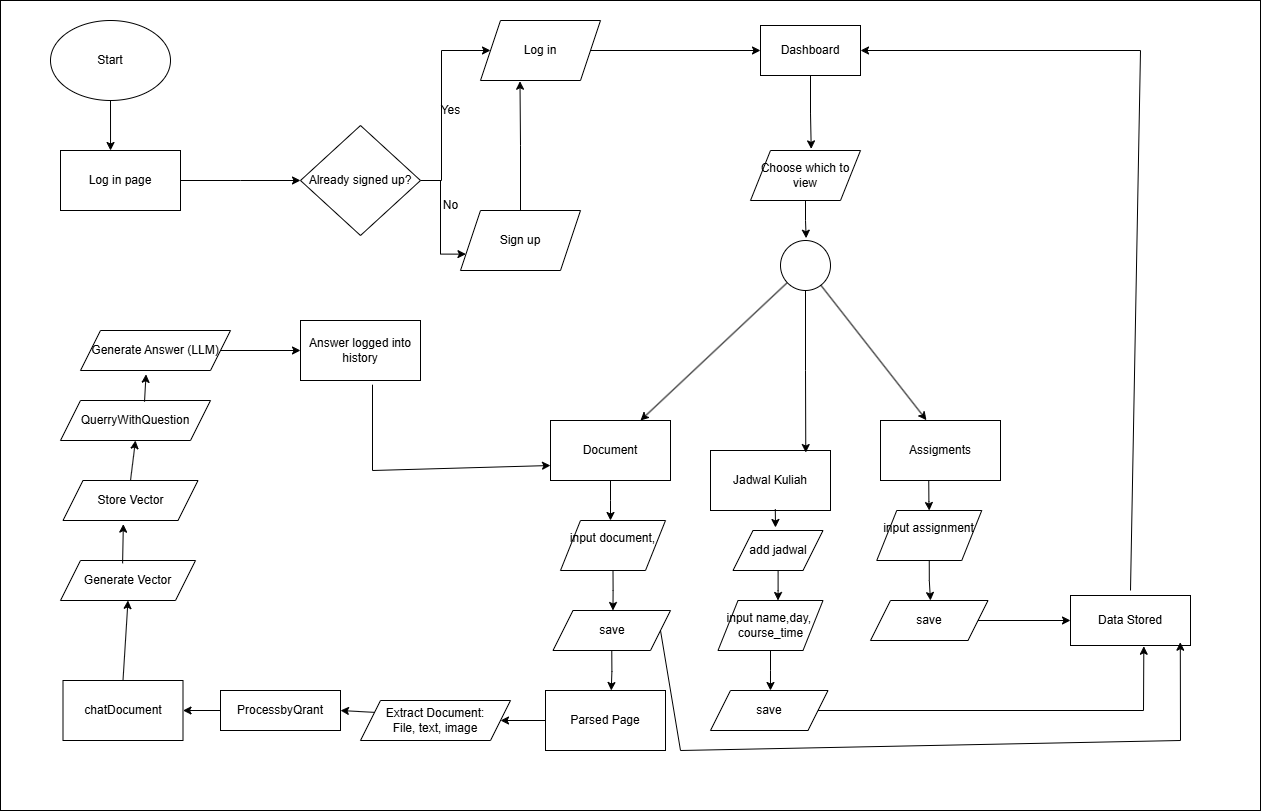 Start
Log in
Dashboard
Yes
Log in page
Already signed up?
Choose which to
view
No
Sign up
Generate Answer (LLM)
Answer logged into
history
QuerryWithQuestion
Document
Assigments
Jadwal Kuliah
Store Vector
input document,
input assignment
add jadwal
Generate Vector
save
input name,day,
course_time
save
Data Stored
chatDocument
ProcessbyQrant
Extract Document:
File, text, image
Parsed Page
save